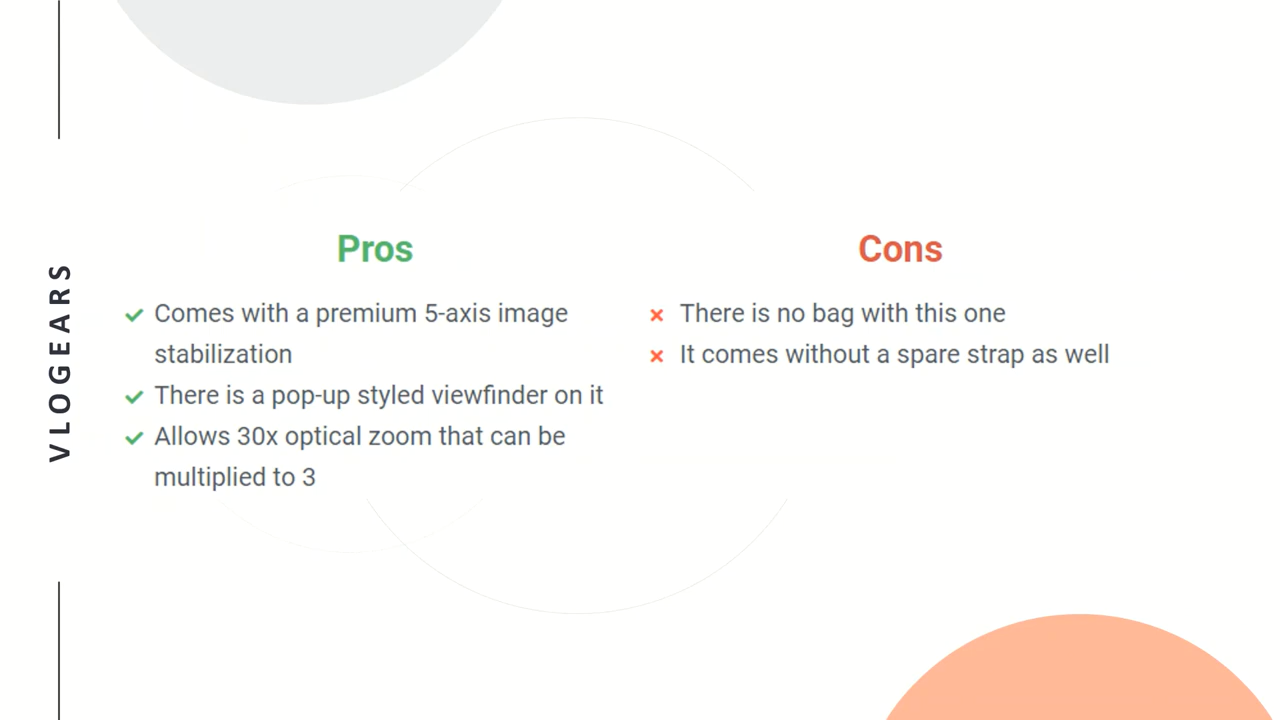 VLOGEARS
Pros
Comes with a premium 5-axis image
stabilization
There is a pop-up styled viewfinder on it
Allows 30x optical zoom that can be
multiplied to 3
Cons
There is no bag with this one
It comes without a spare strap as well